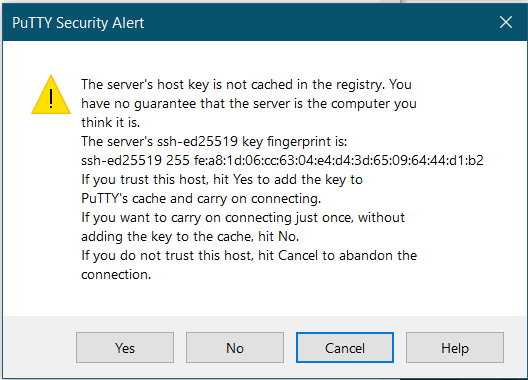 PuTTY Security Alert
The server's host key is not cached in the registry. You
have no guarantee that the server is the computer you
think it is.
The server's ssh-ed25519 key fingerprint is:
ssh-ed25519 255 fe:a8:1d:06:cc:63:04:e4:d4:3d:65:09:64:44:d1:b2
If you trust this host, hit Yes to add the key to
PuTTY's cache and carry on connecting.
If you want to carry on connecting just once, without
adding the key to the cache, hit No.
If you do not trust this host, hit Cancel to abandon the
connection.
Yes No Cancel Help